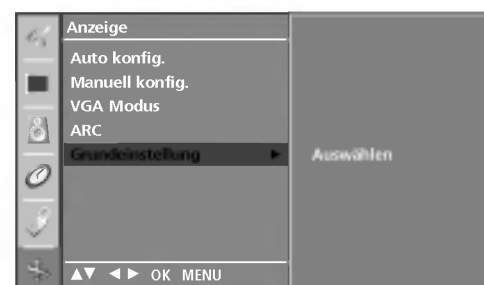 Anzeige
Auto konfig.
Manuell konfig.
VGA Modus
ARC
Grundeinstellung ►
Auswählen
▲▼ ◄► OK MENU